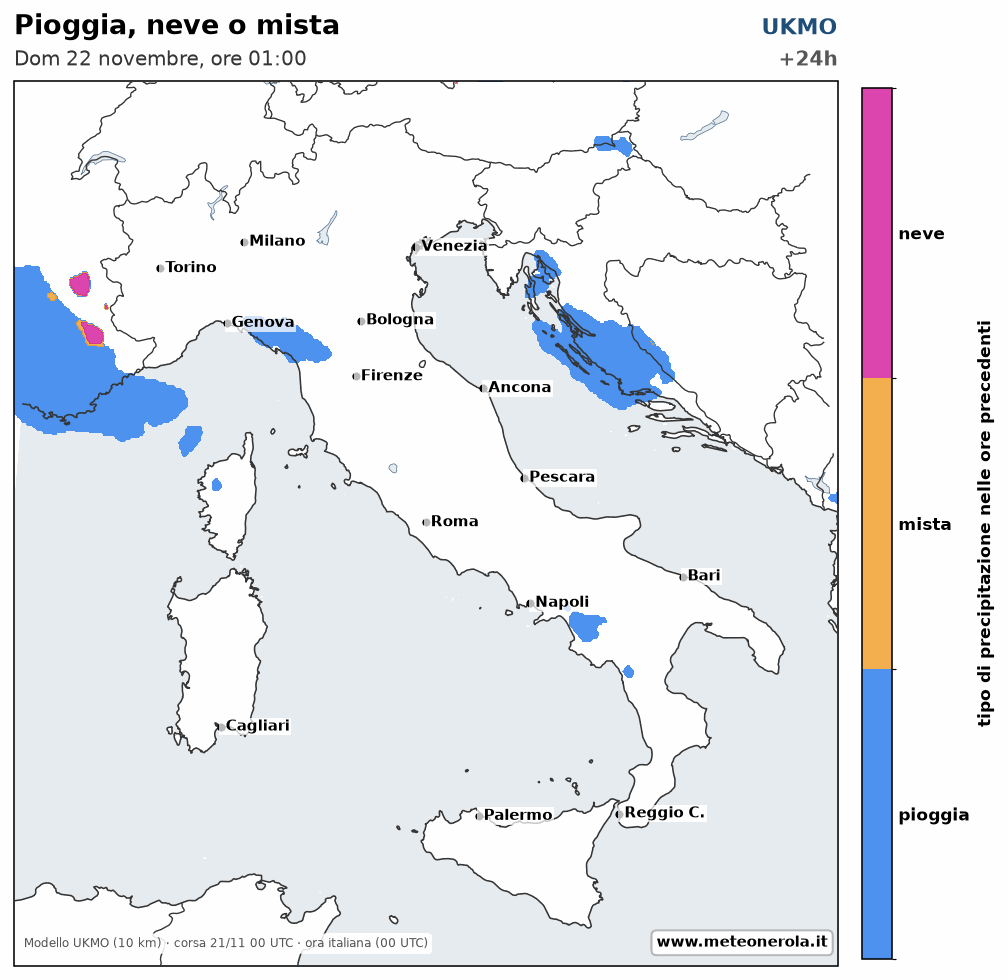 Pioggia, neve o mista
UKMO
Dom 22 novembre, ore 01:00
+24h
neve
Milano
Venezia
Torino
Genova
Bologna
Firenze
Ancona
Pescara
Roma
mista
Bari
Napoli
tipo di precipitazione nelle ore precedenti
Cagliari
Palermo
Reggio C.
pioggia
Modello UKMO (10 km) · corsa 21/11 00 UTC · ora italiana (00 UTC)
www.meteonerola.it